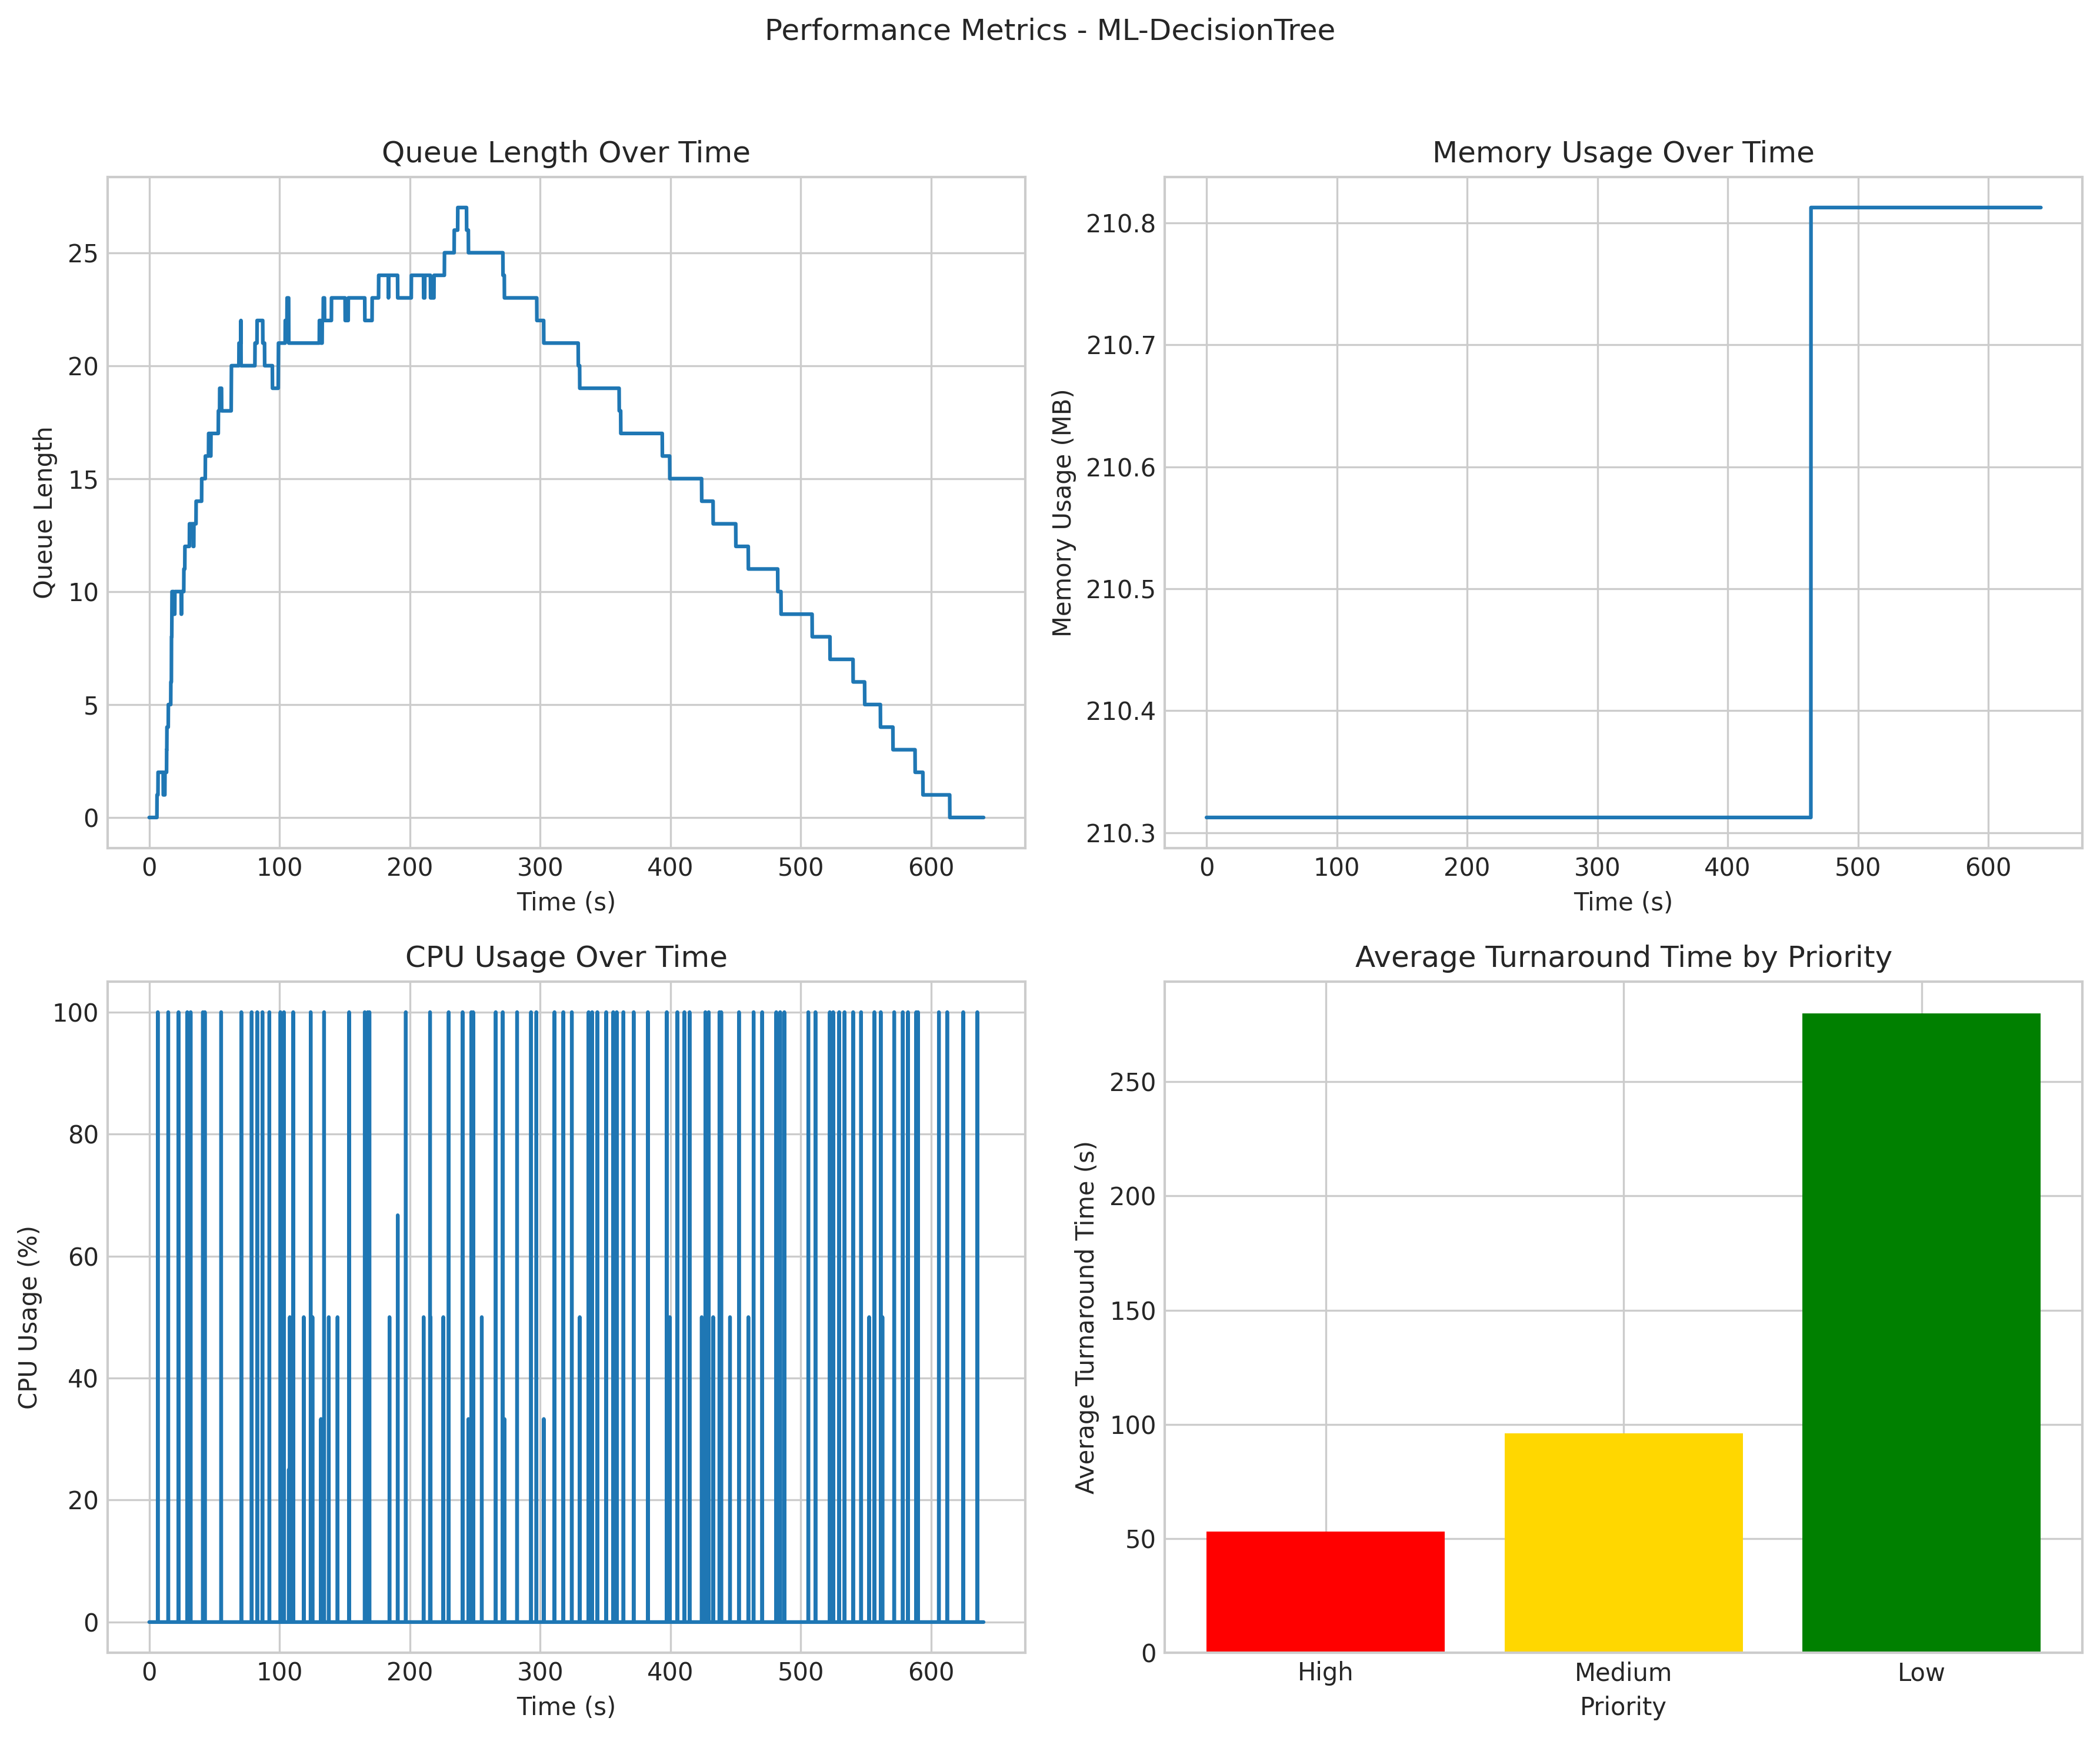 Performance Metrics - ML-DecisionTree
Queue Length Over Time
Queue Length
25
20
15
10
5
0
0 100 200 300 400 500 600
Time (s)
Memory Usage Over Time
Memory Usage (MB)
210.8
210.7
210.6
210.5
210.4
210.3
0 100 200 300 400 500 600
Time (s)
CPU Usage Over Time
CPU Usage (%)
100
80
60
40
20
0
0 100 200 300 400 500 600
Time (s)
Average Turnaround Time by Priority
Average Turnaround Time (s)
250
200
150
100
50
0
High Medium Low
Priority